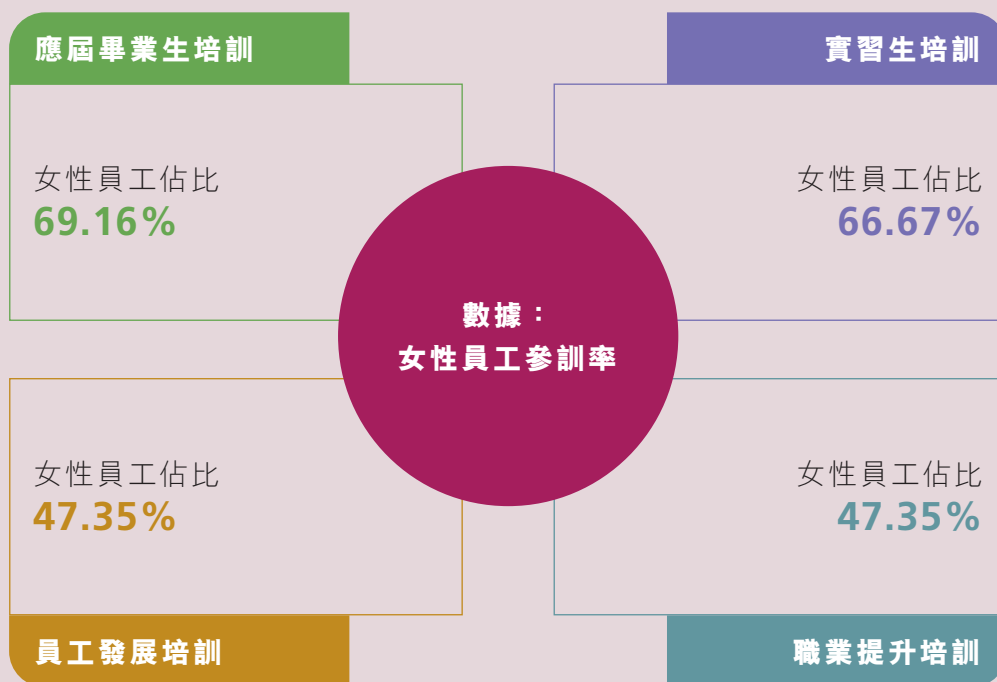 應屆畢業生培訓
女性員工佔比
69.16%
實習生培訓
女性員工佔比
66.67%
數據：
女性員工參訓率
女性員工佔比
47.35%
員工發展培訓
女性員工佔比
47.35%
職業提升培訓